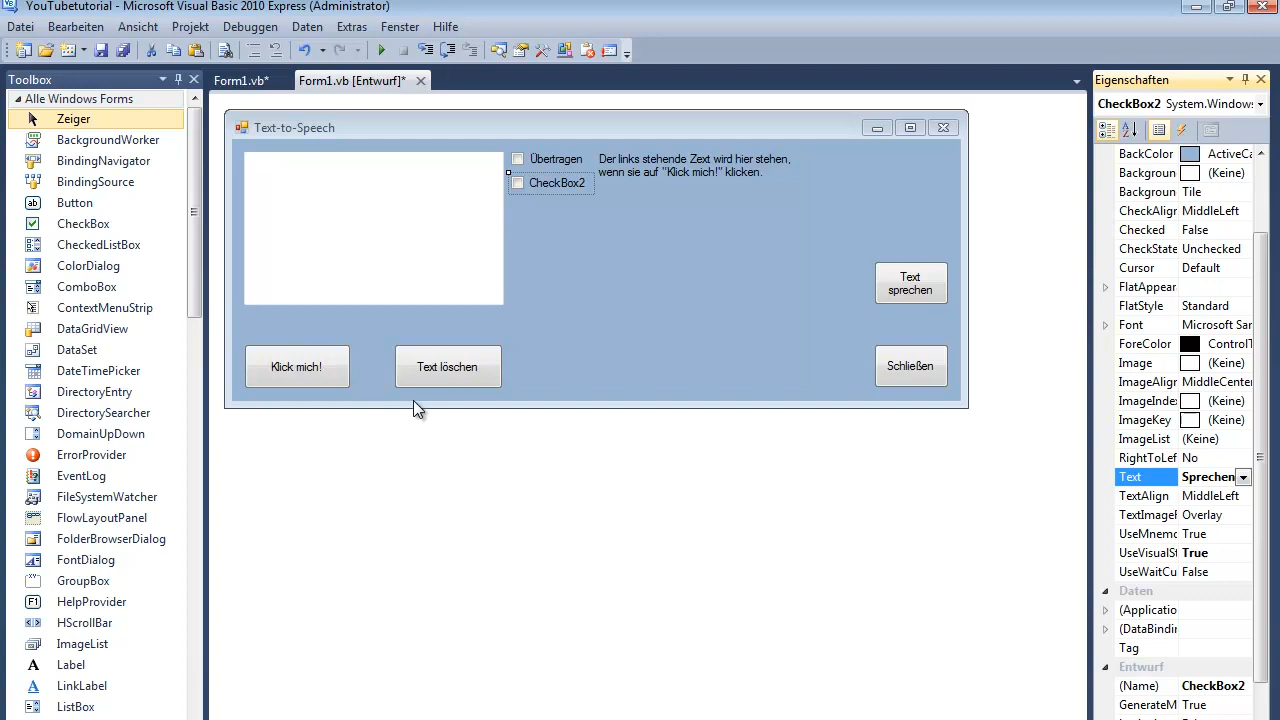 YouTubetutorial - Microsoft Visual Basic 2010 Express (Administrator)
Datei Bearbeiten Ansicht Projekt Debuggen Daten Extras Fenster Hilfe
Toolbox
Alle Windows Forms
Zeiger
BackgroundWorker
BindingNavigator
BindingSource
Button
CheckBox
CheckedListBox
ColorDialog
ComboBox
ContextMenuStrip
DataGridView
DataSet
DateTimePicker
DirectoryEntry
DirectorySearcher
DomainUpDown
ErrorProvider
EventLog
FileSystemWatcher
FlowLayoutPanel
FolderBrowserDialog
FontDialog
GroupBox
HelpProvider
HScrollBar
ImageList
Label
LinkLabel
ListBox
Form1.vb* Form1.vb [Entwurf]*
Text-to-Speech
Übertragen
CheckBox2
Der links stehende Zext wird hier stehen,
wenn sie auf "Klick mich!" klicken.
Text
sprechen
Klick mich!
Text löschen
Schließen
Eigenschaften
CheckBox2 System.Windows
BackColor ActiveCa
Backgroun (Keine)
Backgroun Tile
CheckAlign MiddleLeft
Checked False
CheckState Unchecked
Cursor Default
FlatAppear
FlatStyle Standard
Font Microsoft San
ForeColor ControlT
Image (Keine)
ImageAlign MiddleCenter
ImageIndex (Keine)
ImageKey (Keine)
ImageList (Keine)
RightToLef No
Text Sprechen
TextAlign MiddleLeft
TextImageR Overlay
UseMnemo True
UseVisualSt True
UseWaitCu False
Daten
(Applicatio
(DataBindin
Tag
Entwurf
(Name) CheckBox2
GenerateM True